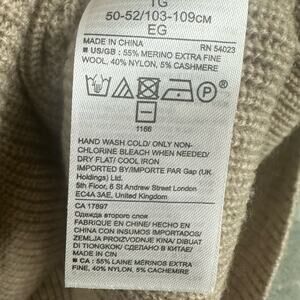 TG
50-52/103-109CM
EG
MADE IN CHINA RN 54023
■ US/GB : 55% MERINO EXTRA FINE
WOOL, 40% NYLON, 5% CASHMERE
P
1166
HAND WASH COLD/ ONLY NON-
CHLORINE BLEACH WHEN NEEDED/
DRY FLAT/ COOL IRON
IMPORTED BY/IMPORTE PAR Gap (UK
Holdings) Ltd.
5th Floor, 6 St Andrew Street London
EC4A 3AE, United Kingdom
CA 17897
Одежда второго слоя
FABRIQUE EN CHINE/ HECHO EN
CHINA CON INSUMOS IMPORTADOS/
ZEMLJA PROIZVODNJE KINA/ DIBUAT
DI TIONGKOK/ СДЕЛАНО В КИТАЕ/
MADE IN CIN
■ CA : 55% LAINE MÉRINOS EXTRA
FINE, 40% NYLON, 5% CACHEMIRE